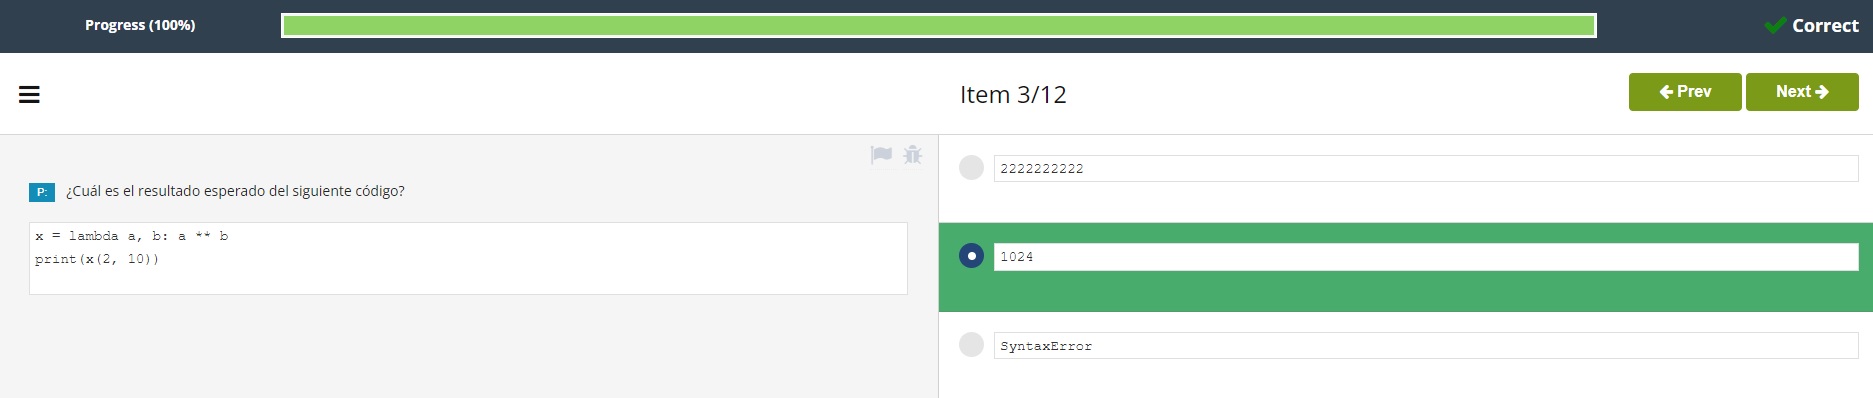 Progress (100%)
Correct
Item 3/12
Prev
Next
P:
¿Cuál es el resultado esperado del siguiente código?
x = lambda a, b: a ** b
print(x(2, 10))
2222222222
1024
SyntaxError